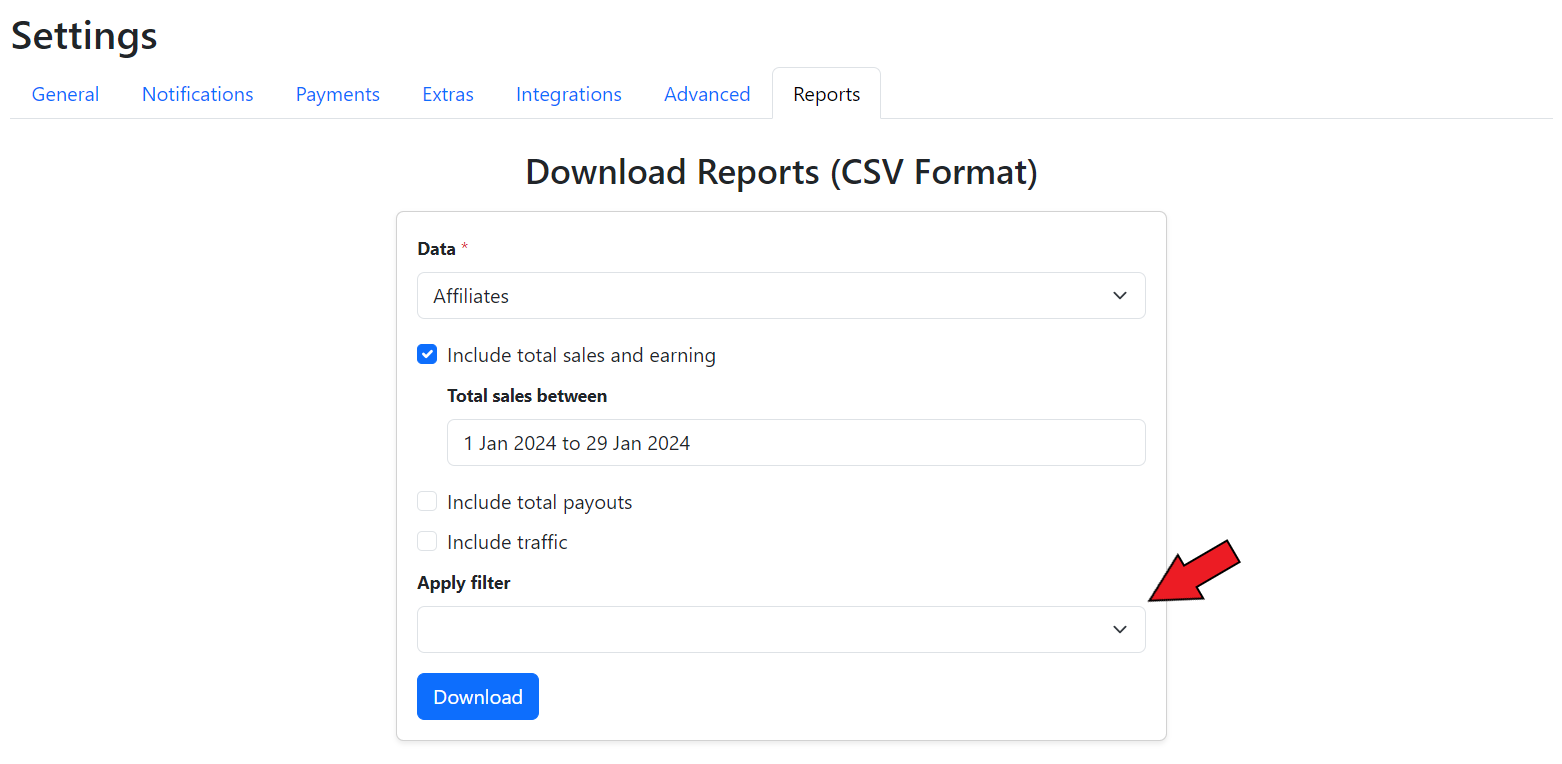 Settings
General Notifications Payments Extras Integrations Advanced Reports
Download Reports (CSV Format)
Data *
Affiliates
Include total sales and earning
Total sales between
1 Jan 2024 to 29 Jan 2024
Include total payouts
Include traffic
Apply filter
Download